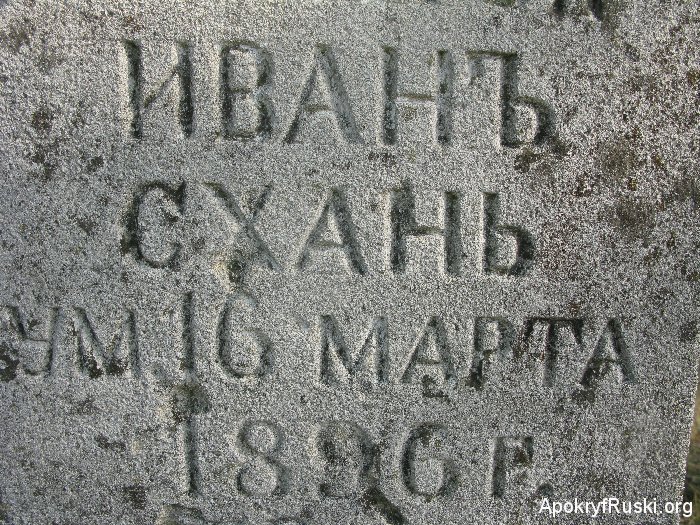 ИВАНЪ
СХАНЬ
УМ 16 МАРТА
1896 Г.
ApokryfRuski.org